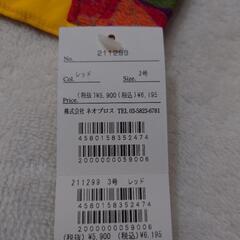 No. 211299
Col. レッド Size. 2号
(税抜)¥5,900 (税込)¥6,195
Price.
株式会社 ネオプロス TEL 03-5825-6781
4580158352474
2000000059006
211299 3号 レッド
4580158352474
2000000059006
(税抜)¥5,900 (税込)¥6,195